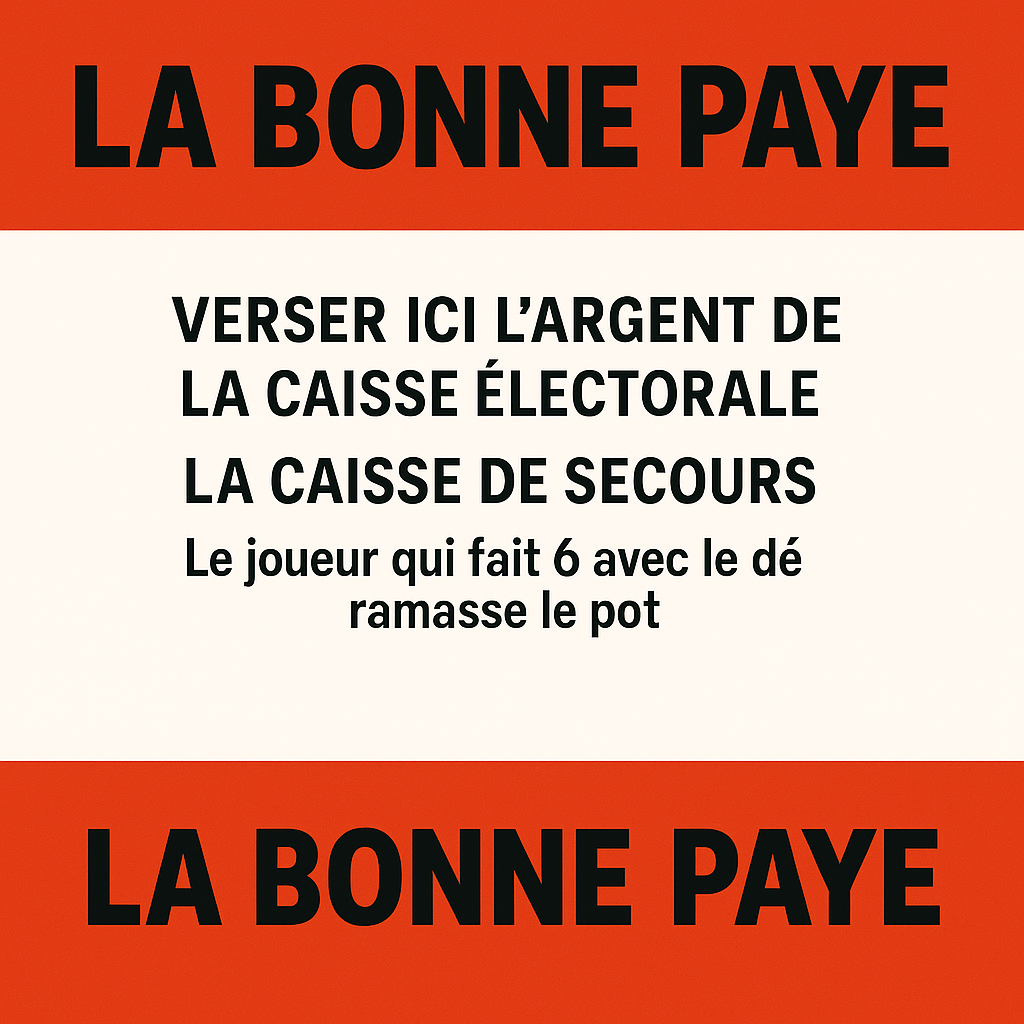 LA BONNE PAYE
VERSER ICI L’ARGENT DE
LA CAISSE ÉLECTORALE
LA CAISSE DE SECOURS
Le joueur qui fait 6 avec le dé
ramasse le pot
LA BONNE PAYE